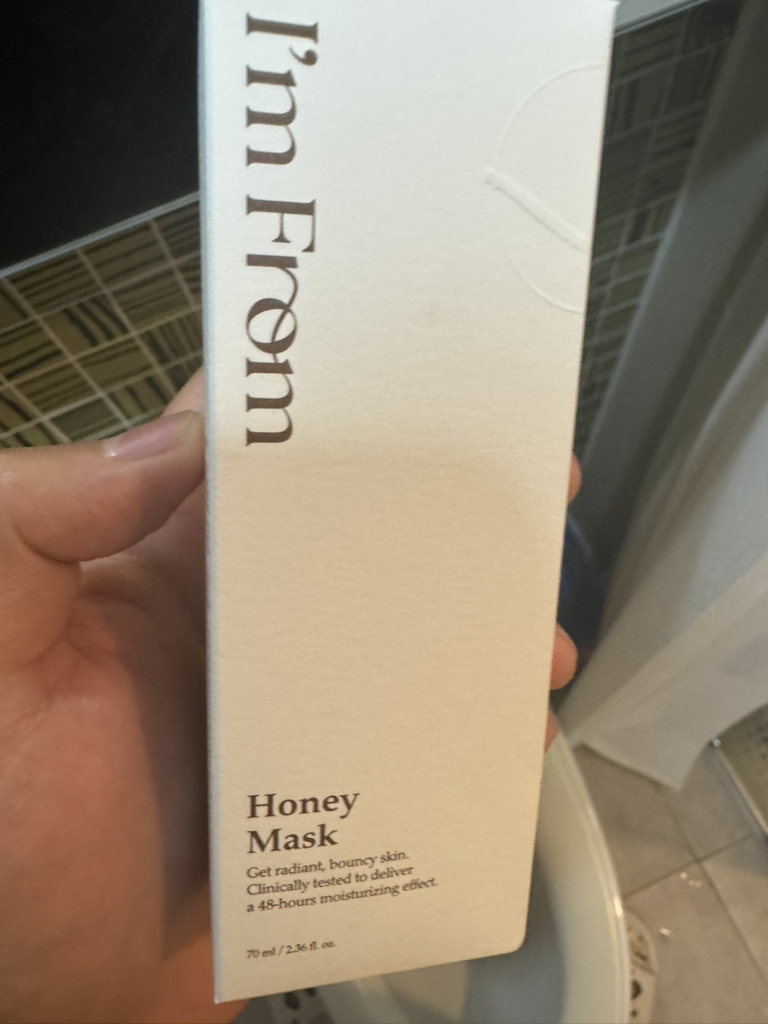 I'm From
Honey
Mask
Get radiant, bouncy skin.
Clinically tested to deliver
a 48-hours moisturizing effect.
70 ml / 2.36 fl. oz.